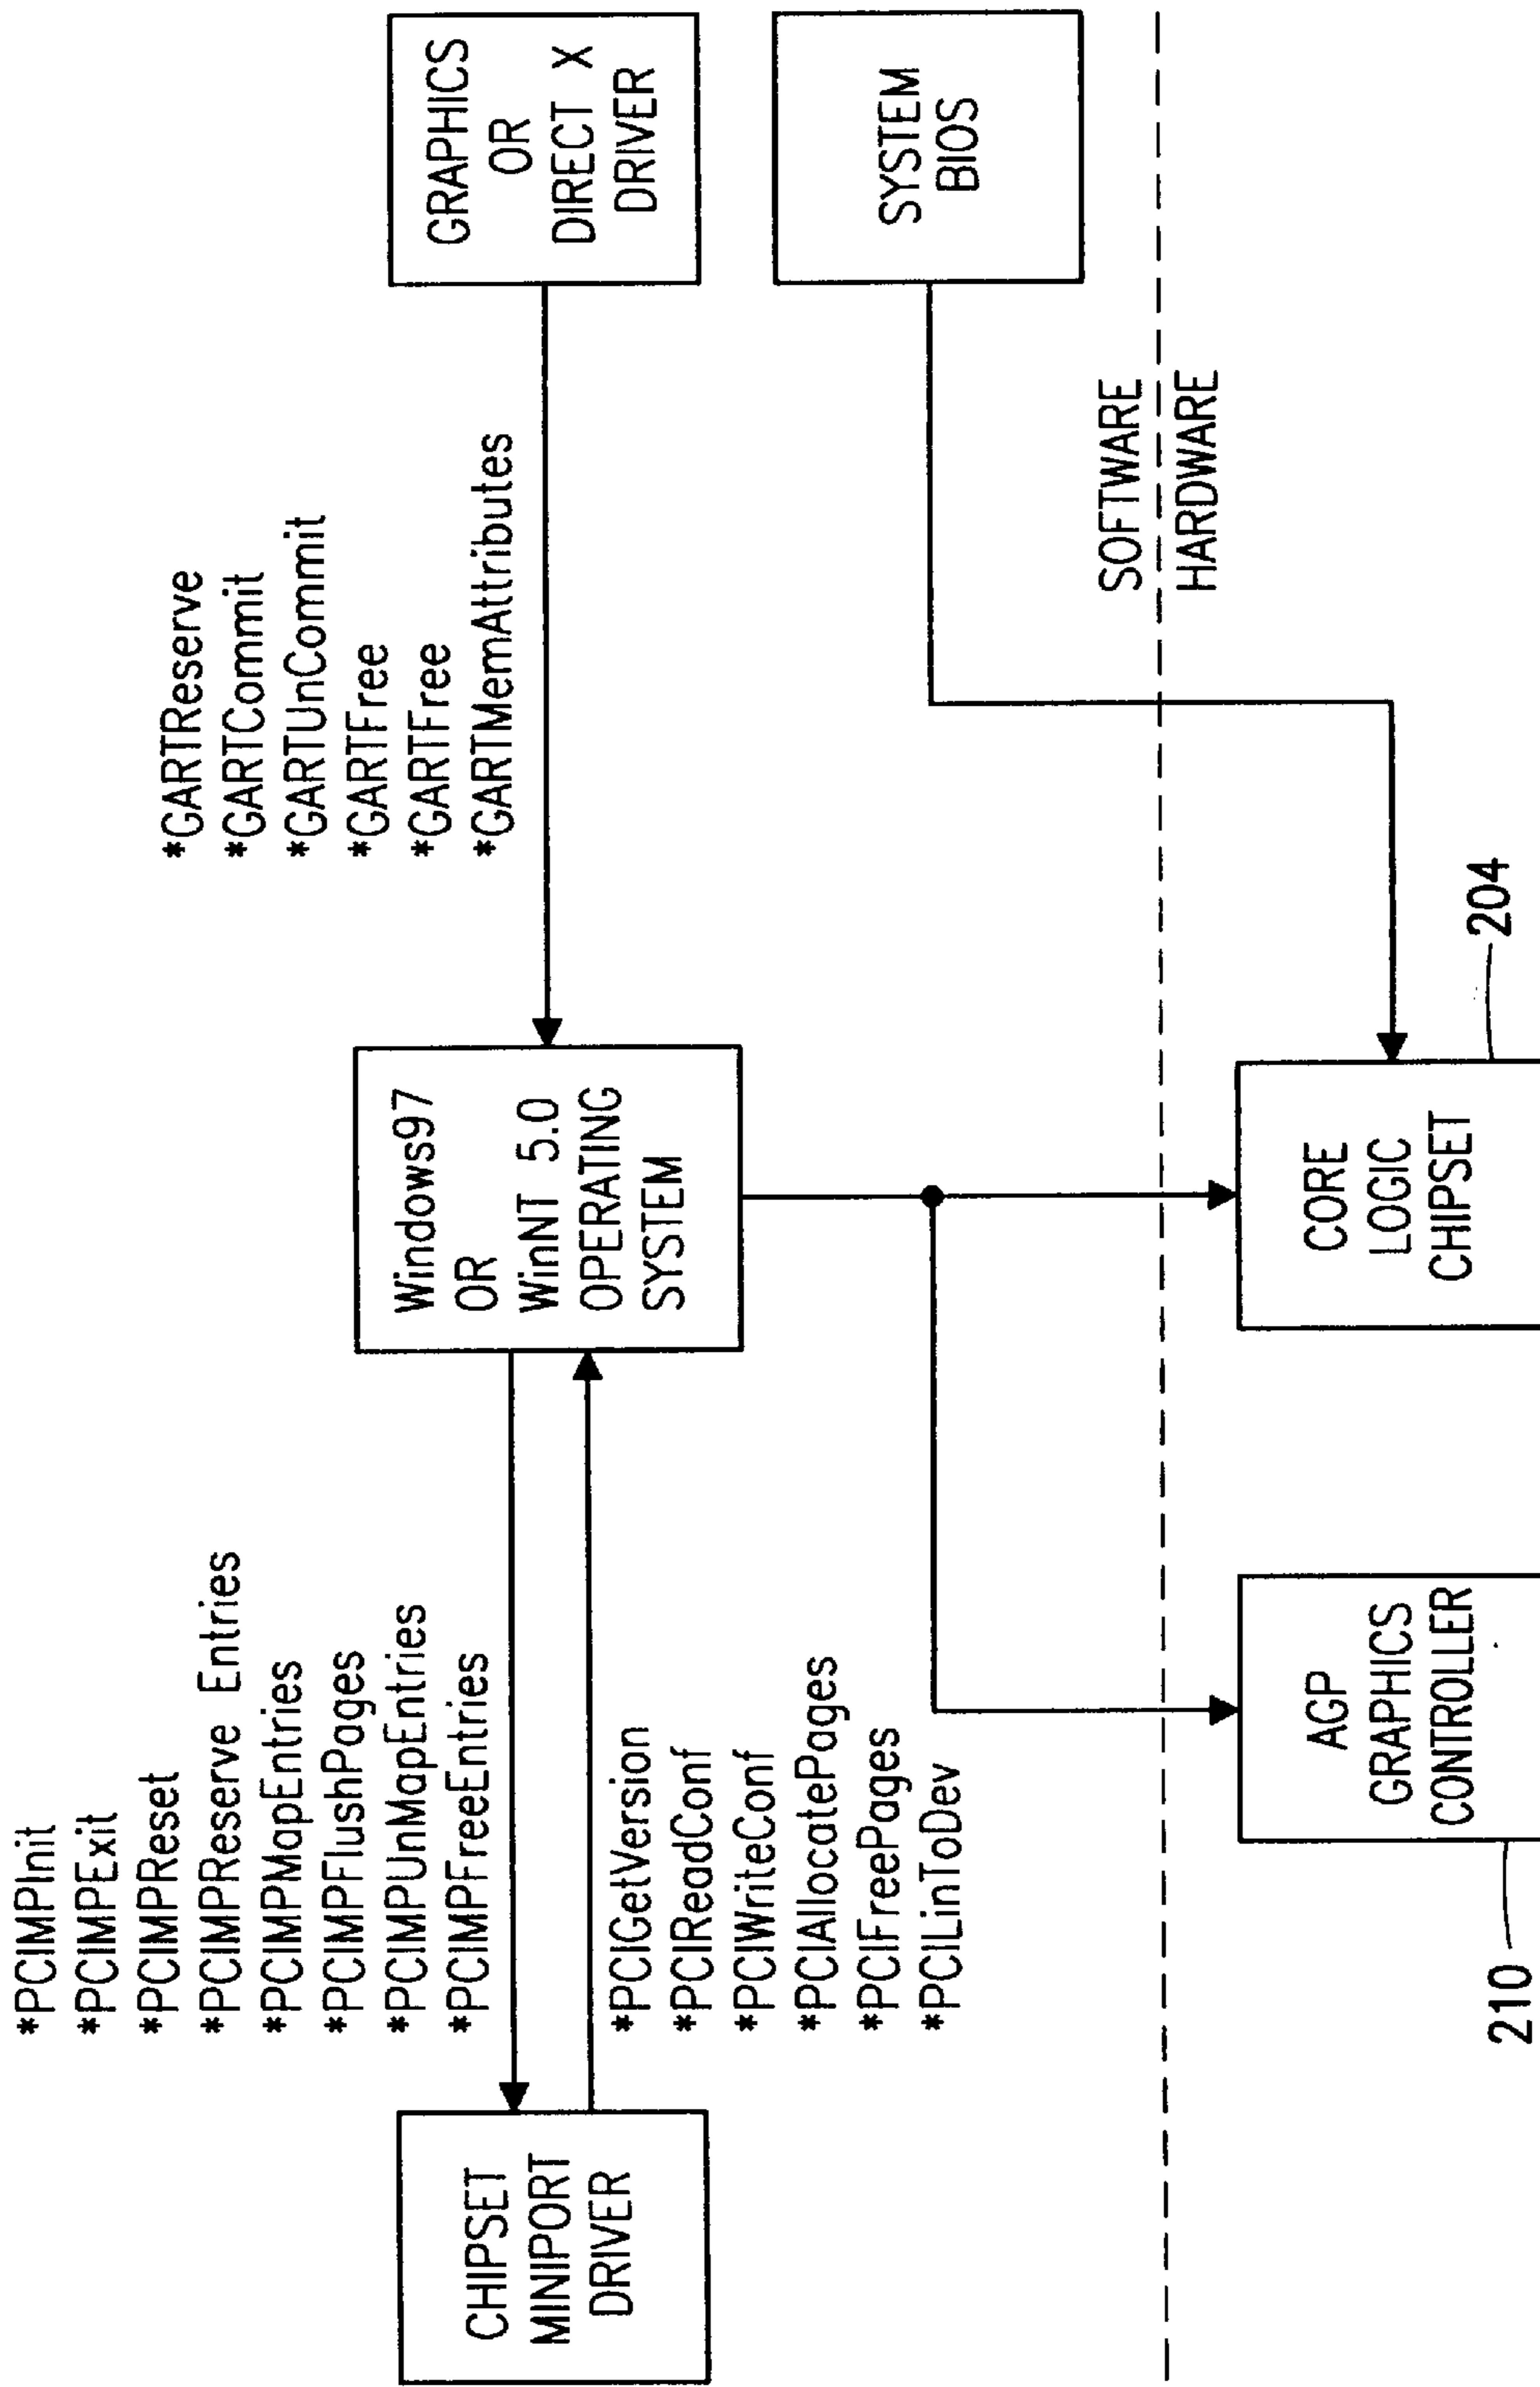 *PCIMPInit
*PCIMPExit
*PCIMPReset
*PCIMPReserve Entries
*PCIMPMapEntries
*PCIMPFlushPages
*PCIMPUnMapEntries
*PCIMPFreeEntries
*GARTReserve
*GARTCommit
*GARTUnCommit
*GARTFree
*GARTFree
*GARTMemAttributes
CHIPSET
MINIPORT
DRIVER
Windows97
OR
WinNT 5.0
OPERATING
SYSTEM
GRAPHICS
OR
DIRECT X
DRIVER
*PCIGetVersion
*PCIReadConf
*PCIWriteConf
*PCIAllocatePages
*PCIFreePages
*PCILinToDev
SYSTEM
BIOS
SOFTWARE
HARDWARE
AGP
GRAPHICS
CONTROLLER
210
CORE
LOGIC
CHIPSET
204